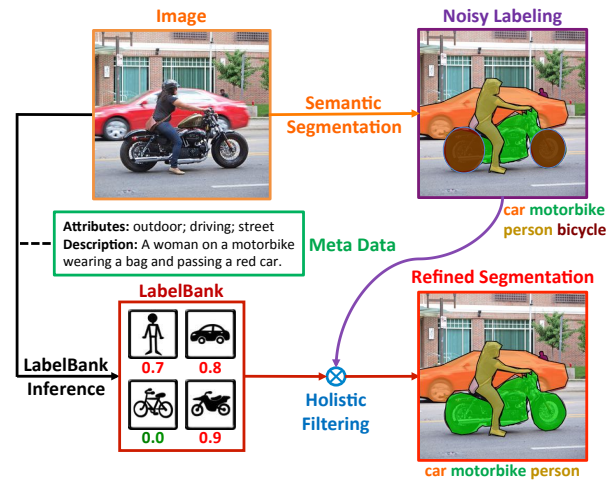 Image
Noisy Labeling
Semantic
Segmentation
car motorbike
person bicycle
Attributes: outdoor; driving; street
Description: A woman on a motorbike
wearing a bag and passing a red car.
Meta Data
LabelBank
Refined Segmentation
0.7 0.8
LabelBank
Inference
Holistic
Filtering
0.0 0.9
car motorbike person